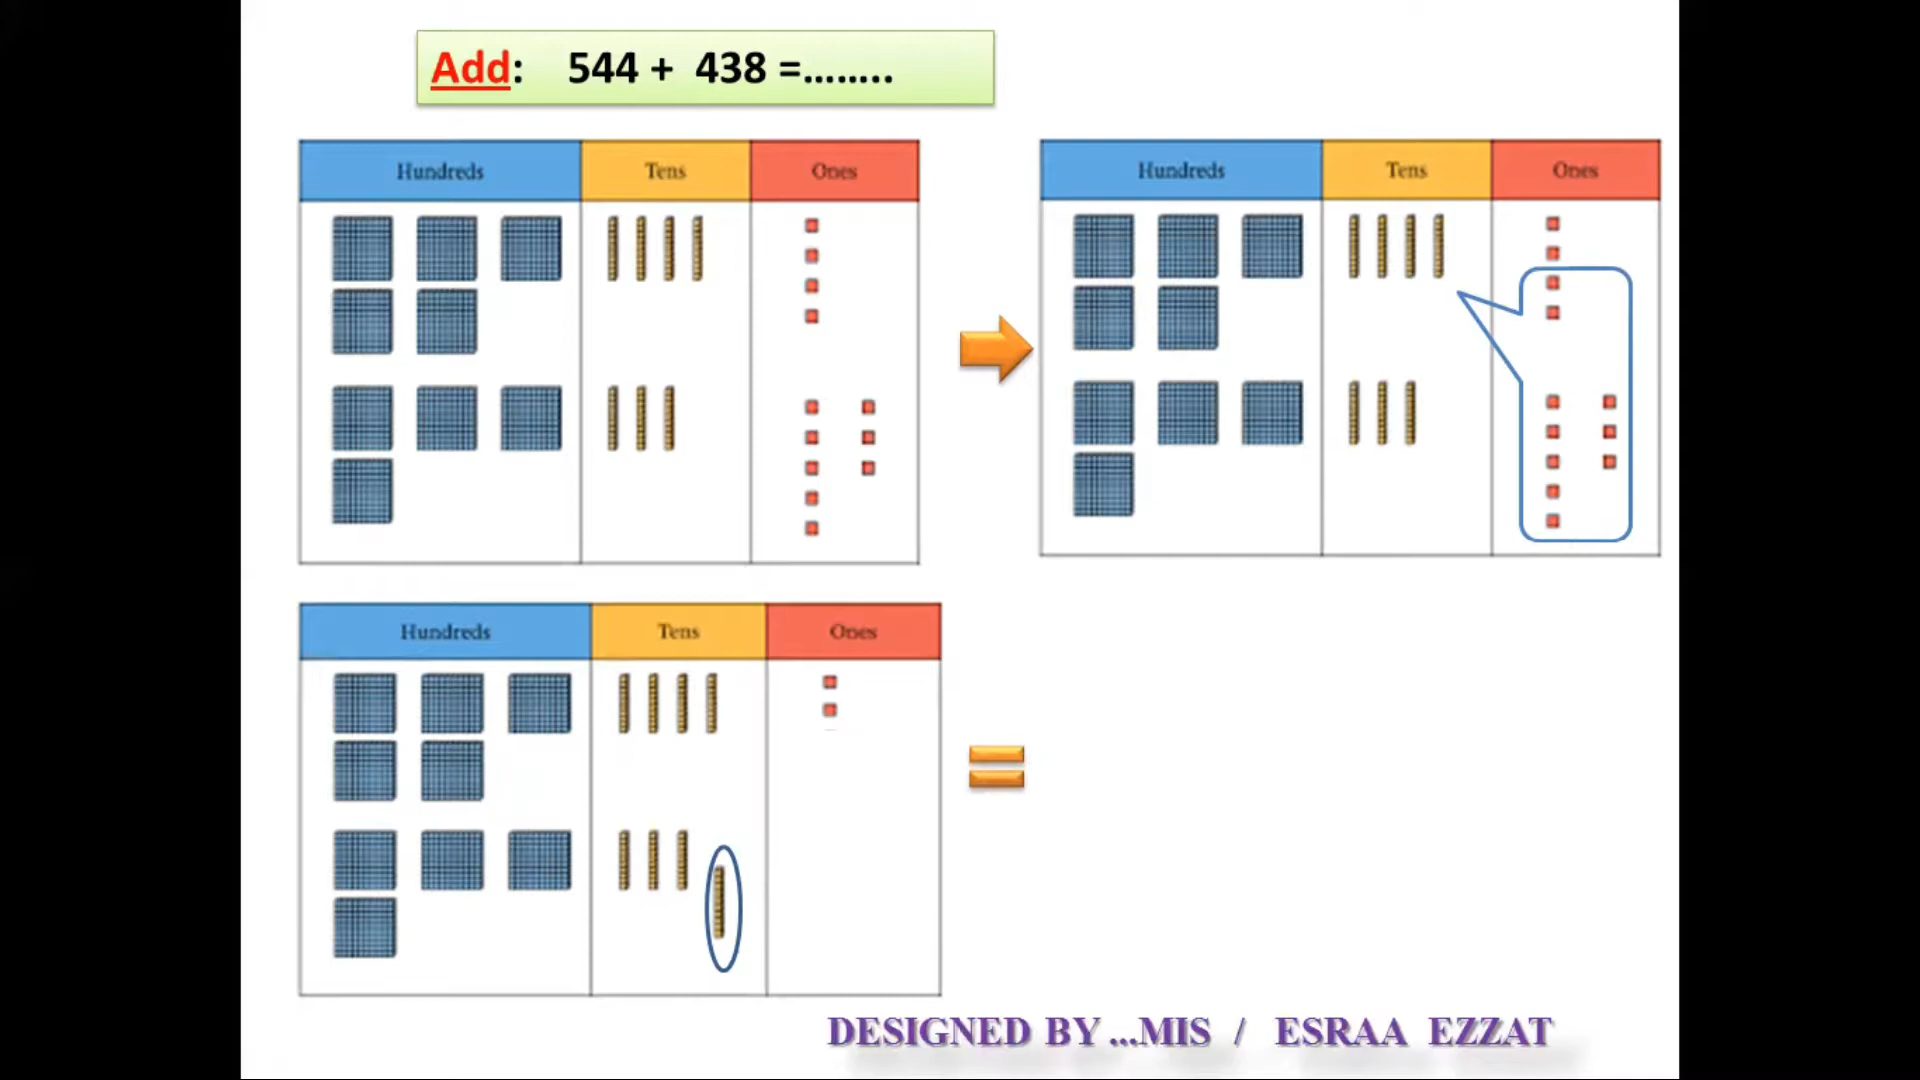 Add: 544 + 438 =........
Hundreds Tens Ones
Hundreds Tens Ones
Hundreds Tens Ones
DESIGNED BY ...MIS / ESRAA EZZAT